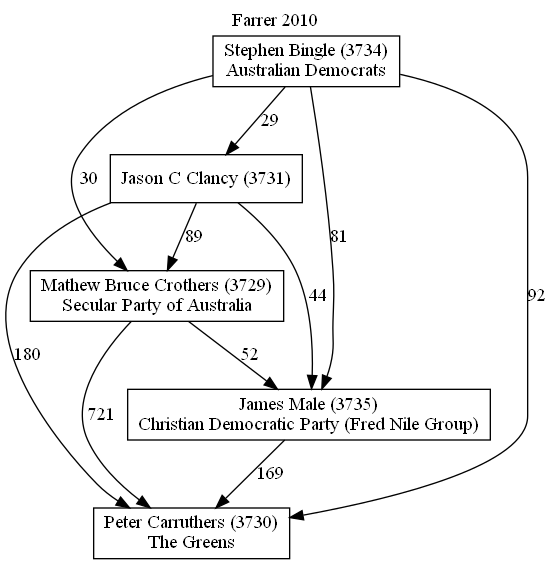 Farrer 2010
Stephen Bingle (3734)
Australian Democrats
29
Jason C Clancy (3731)
30
89
81
Mathew Bruce Crothers (3729)
Secular Party of Australia
44
92
180
52
James Male (3735)
Christian Democratic Party (Fred Nile Group)
721
169
Peter Carruthers (3730)
The Greens